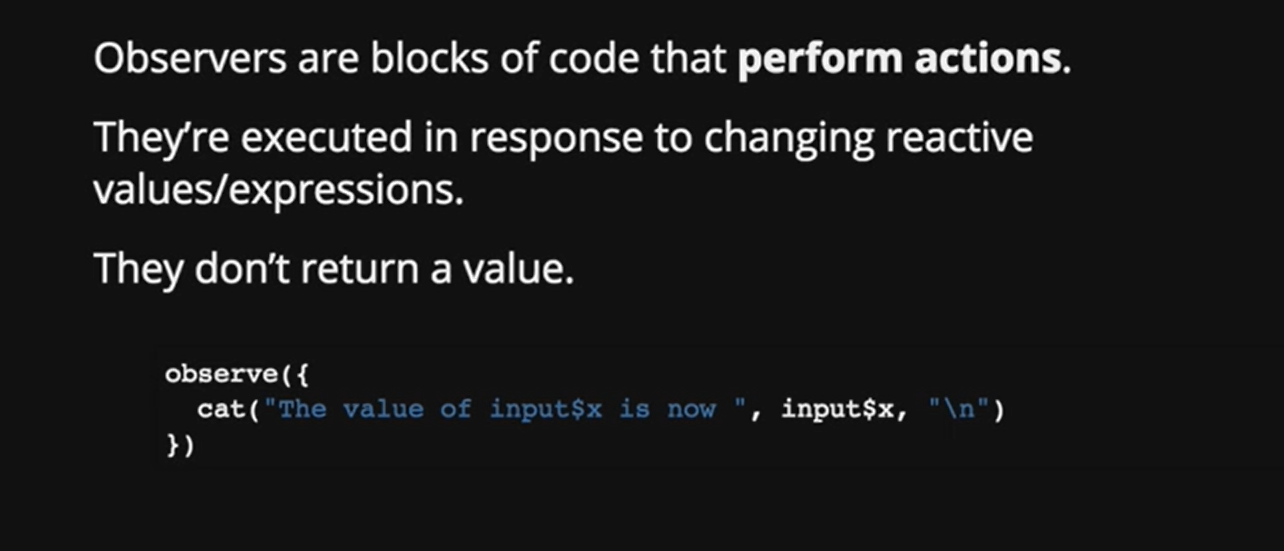 Observers are blocks of code that perform actions.
They’re executed in response to changing reactive
values/expressions.
They don’t return a value.
observe({
  cat("The value of input$x is now ", input$x, "\n")
})